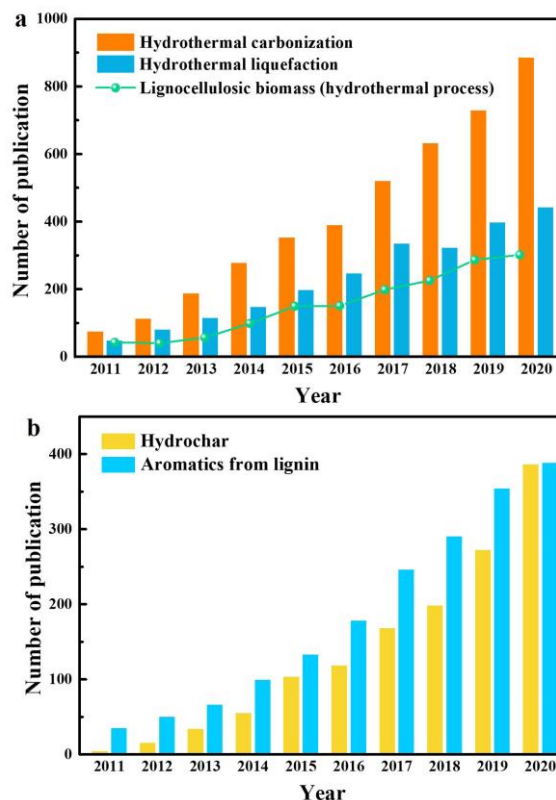 a
1000
Hydrothermal carbonization
Hydrothermal liquefaction
Lignocellulosic biomass (hydrothermal process)
800
600
400
200
0
Number of publication
2011 2012 2013 2014 2015 2016 2017 2018 2019 2020
Year
b
Hydrochar
Aromatics from lignin
400
300
200
100
0
Number of publication
2011 2012 2013 2014 2015 2016 2017 2018 2019 2020
Year